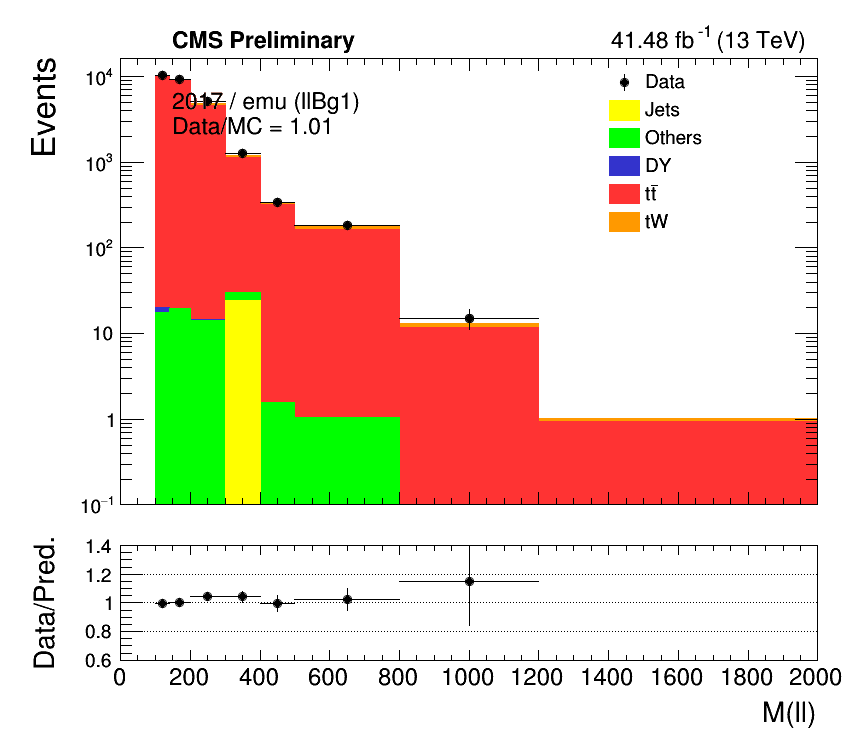 CMS Preliminary
41.48 fb⁻¹ (13 TeV)
Events
10⁴
10³
10²
10
1
10⁻¹
2017 / emu (llBg1)
Data/MC = 1.01
Data
Jets
Others
DY
tt̄
tW
Data/Pred.
1.4
1.2
1
0.8
0.6
0 200 400 600 800 1000 1200 1400 1600 1800 2000
M(ll)